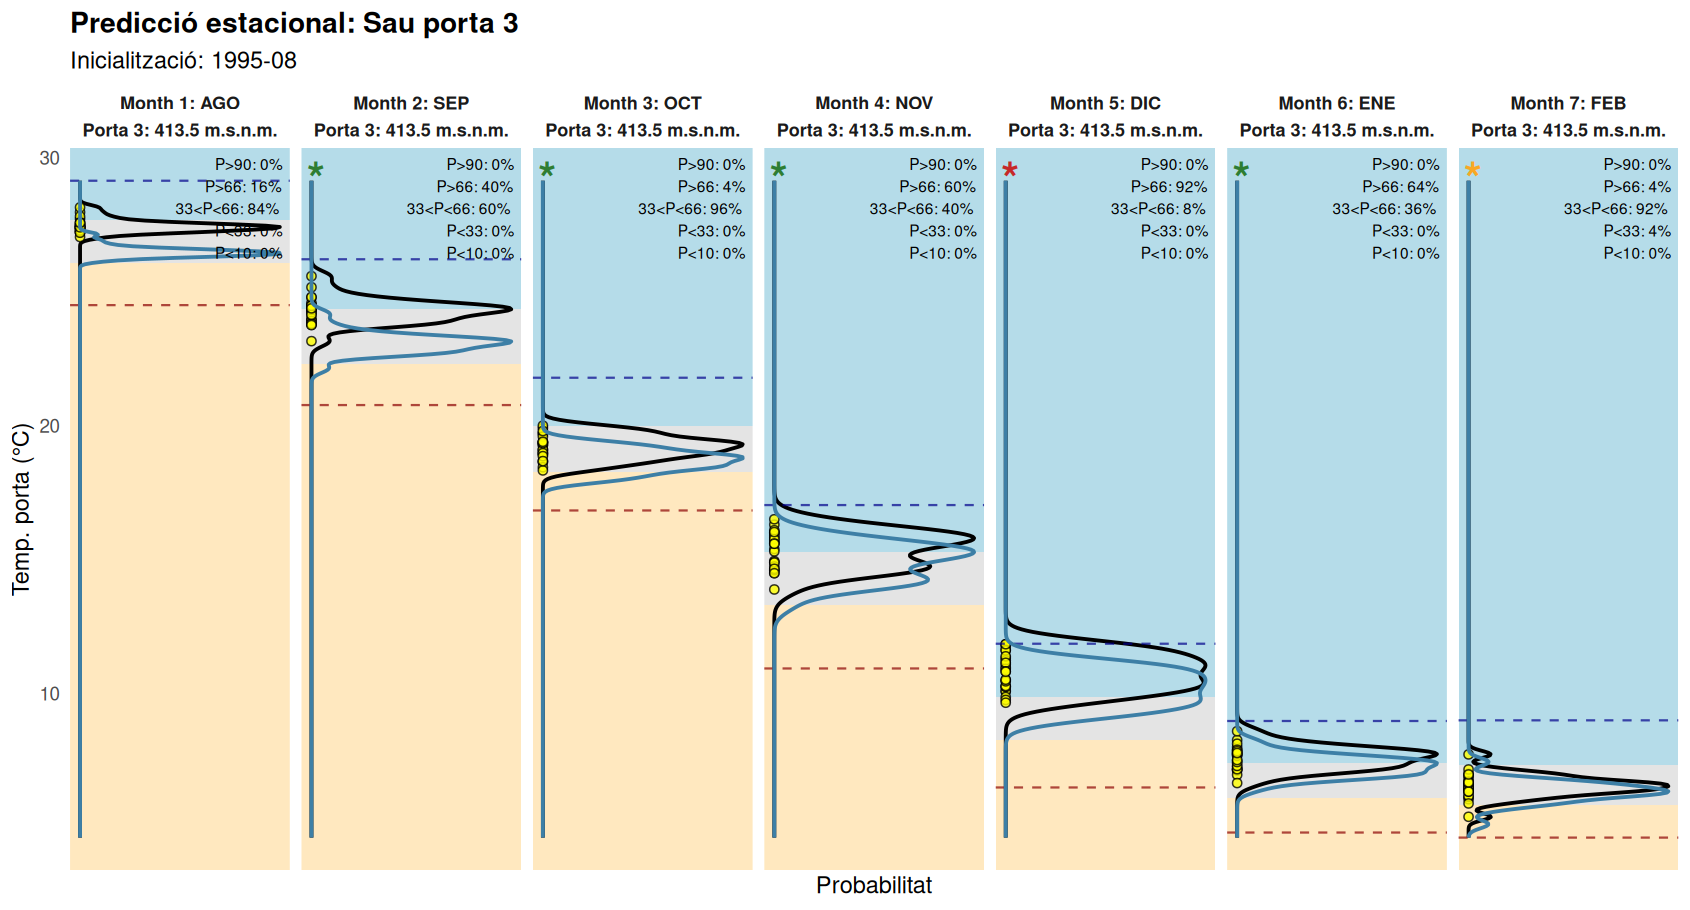 Predicció estacional: Sau porta 3
Inicialització: 1995-08
Month 1: AGO
Porta 3: 413.5 m.s.n.m.
Month 2: SEP
Porta 3: 413.5 m.s.n.m.
Month 3: OCT
Porta 3: 413.5 m.s.n.m.
Month 4: NOV
Porta 3: 413.5 m.s.n.m.
Month 5: DIC
Porta 3: 413.5 m.s.n.m.
Month 6: ENE
Porta 3: 413.5 m.s.n.m.
Month 7: FEB
Porta 3: 413.5 m.s.n.m.
Temp. porta (°C)
30
20
10
P>90: 0%
P>66: 16%
33<P<66: 84%
P<33: 0%
P<10: 0%
*
P>90: 0%
P>66: 40%
33<P<66: 60%
P<33: 0%
P<10: 0%
*
P>90: 0%
P>66: 4%
33<P<66: 96%
P<33: 0%
P<10: 0%
*
P>90: 0%
P>66: 60%
33<P<66: 40%
P<33: 0%
P<10: 0%
*
P>90: 0%
P>66: 92%
33<P<66: 8%
P<33: 0%
P<10: 0%
*
P>90: 0%
P>66: 64%
33<P<66: 36%
P<33: 0%
P<10: 0%
*
P>90: 0%
P>66: 4%
33<P<66: 92%
P<33: 4%
P<10: 0%
Probabilitat